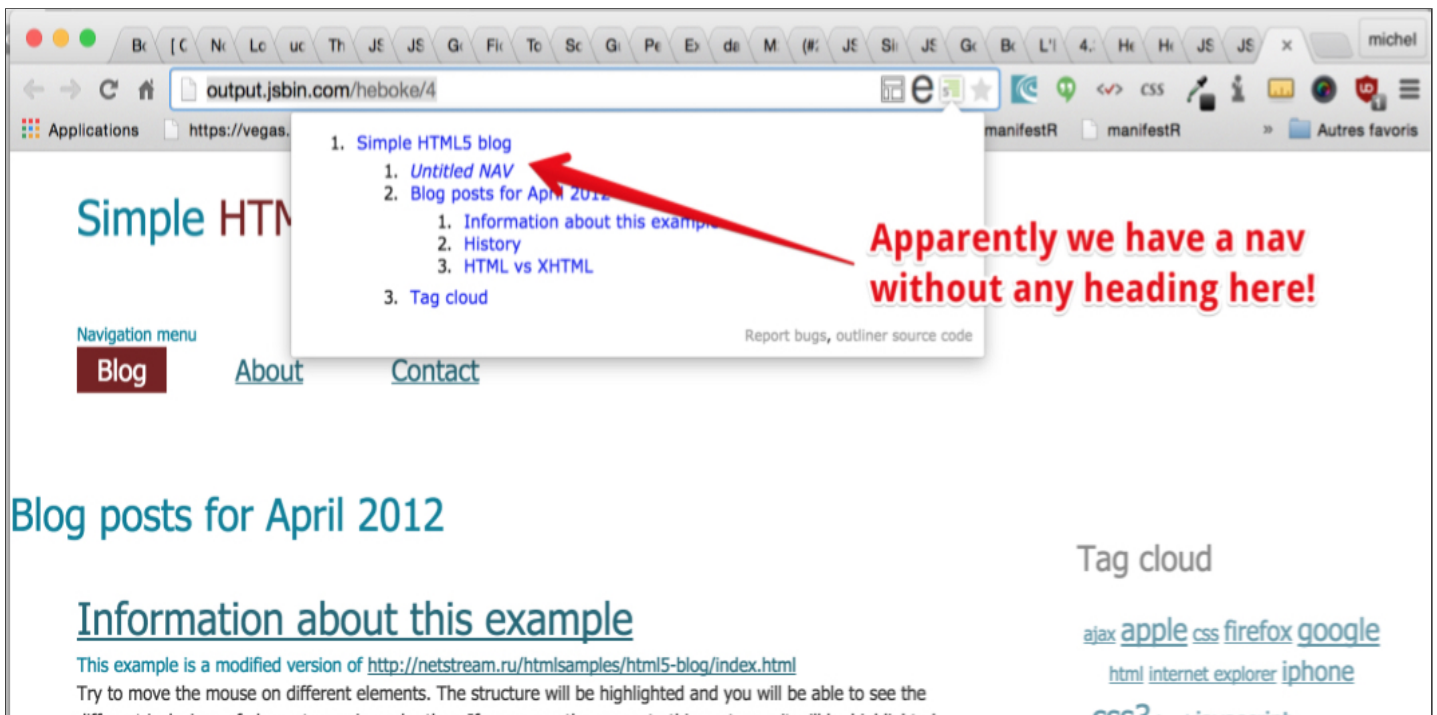 michel
output.jsbin.com/heboke/4
Applications
https://vegas.
manifestR
manifestR
»
Autres favoris
1. Simple HTML5 blog
1. Untitled NAV
2. Blog posts for April 2012
1. Information about this example
2. History
3. HTML vs XHTML
3. Tag cloud
Report bugs, outliner source code
Apparently we have a nav
without any heading here!
Simple HTM
Navigation menu
Blog About Contact
Blog posts for April 2012
Tag cloud
Information about this example
ajax apple css firefox google
html internet explorer iphone
This example is a modified version of http://netstream.ru/htmlsamples/html5-blog/index.html
Try to move the mouse on different elements. The structure will be highlighted and you will be able to see the